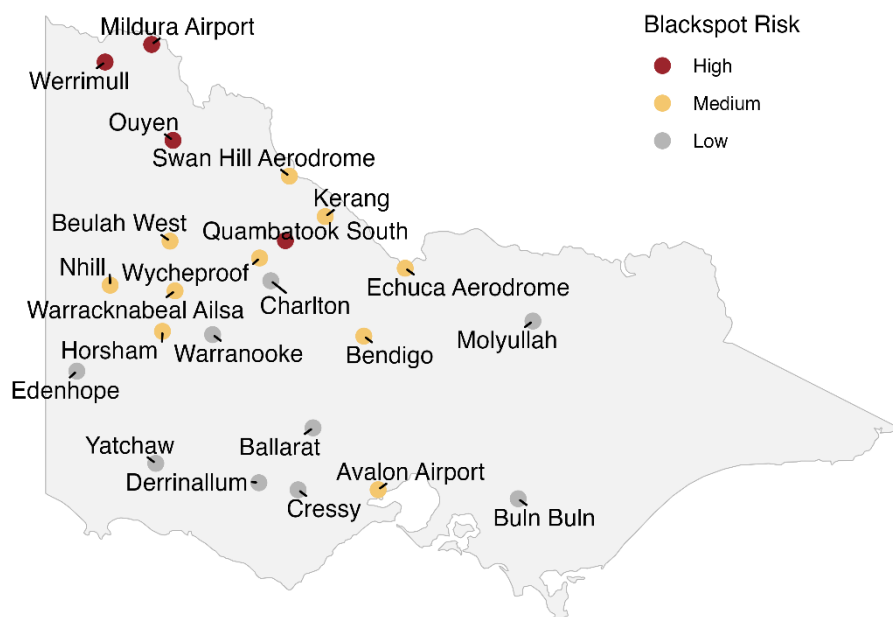 Mildura Airport
Blackspot Risk
High
Medium
Low
Werrimull
Ouyen
Swan Hill Aerodrome
Kerang
Beulah West
Quambatook South
Nhill
Wycheproof
Echuca Aerodrome
Charlton
Warracknabeal Ailsa
Molyullah
Horsham
Warranooke
Bendigo
Edenhope
Yatchaw
Ballarat
Avalon Airport
Derrinallum
Cressy
Buln Buln